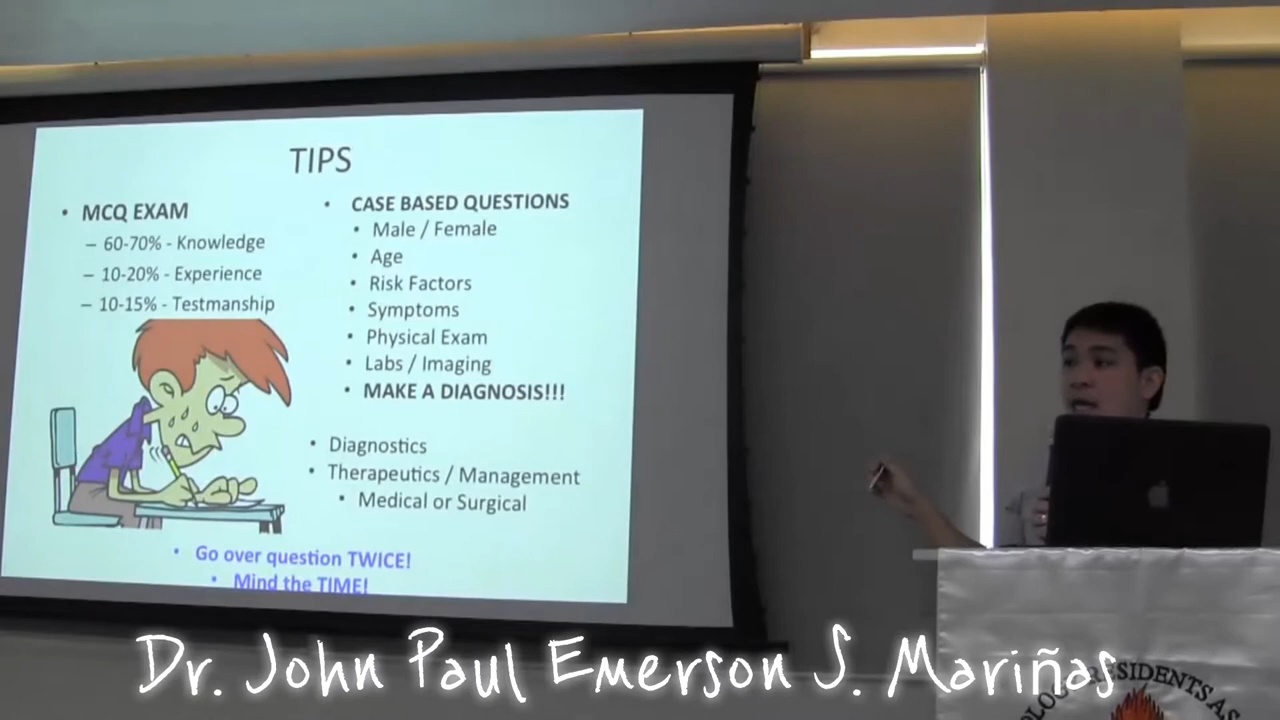 TIPS
• MCQ EXAM
– 60-70% - Knowledge
– 10-20% - Experience
– 10-15% - Testmanship
• CASE BASED QUESTIONS
• Male / Female
• Age
• Risk Factors
• Symptoms
• Physical Exam
• Labs / Imaging
• MAKE A DIAGNOSIS!!!
• Diagnostics
• Therapeutics / Management
• Medical or Surgical
• Go over question TWICE!
• Mind the TIME!
Dr. John Paul Emerson S. Mariñas
RESIDENTS